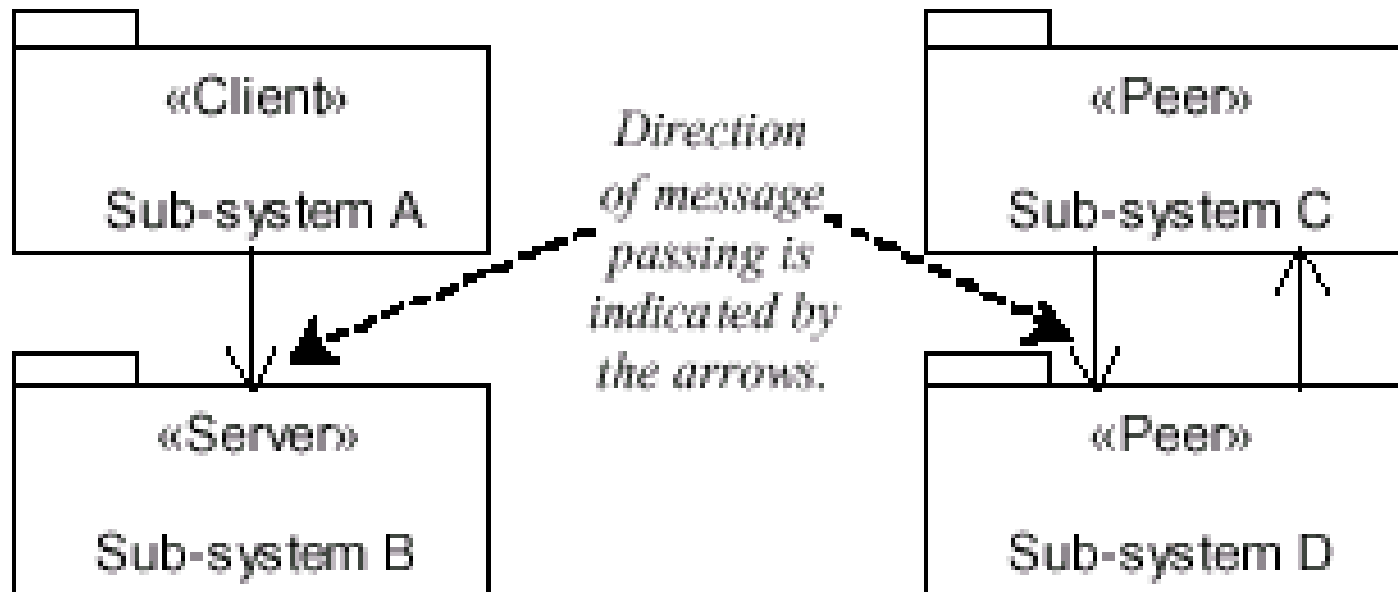 «Client»
Sub-system A
«Server»
Sub-system B
Direction
of message
passing is
indicated by
the arrows.
«Peer»
Sub-system C
«Peer»
Sub-system D